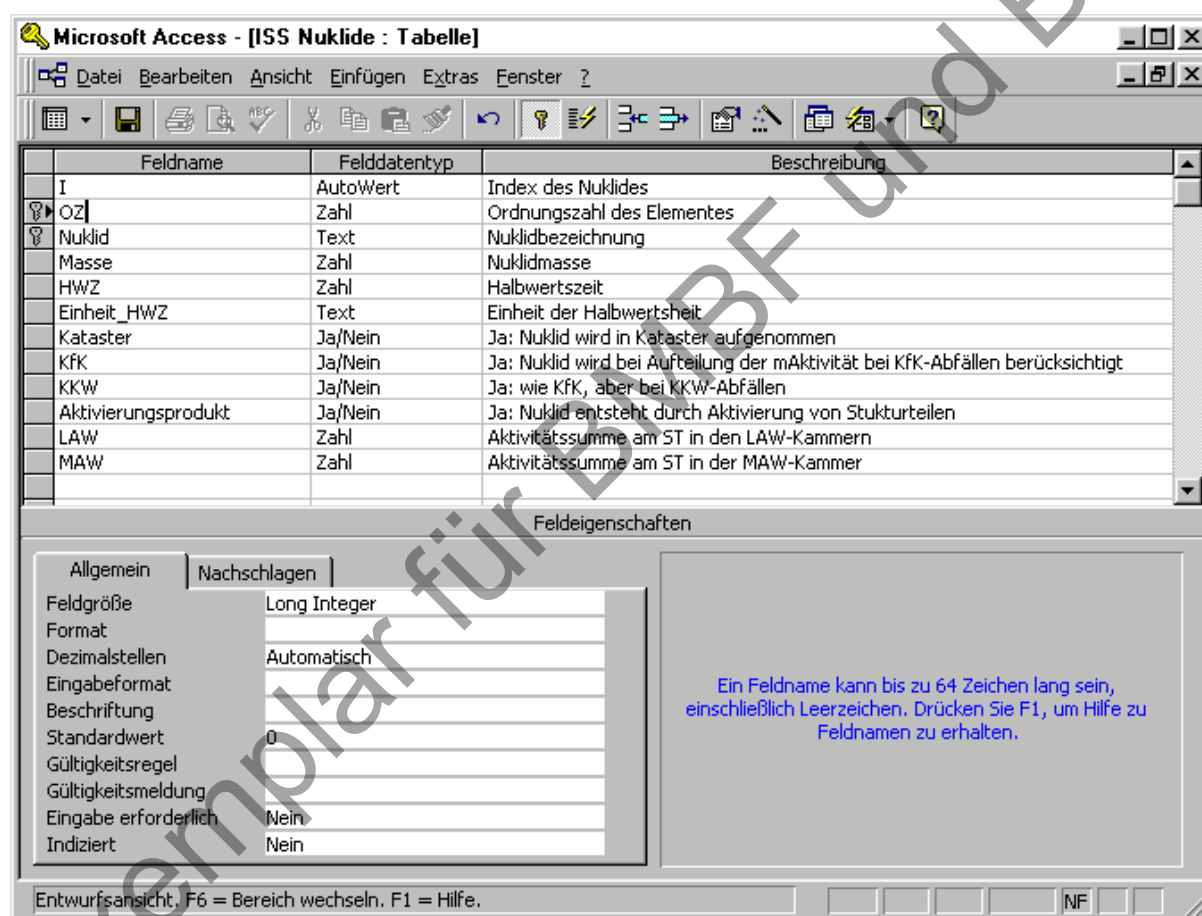 Microsoft Access - [ISS Nuklide : Tabelle]
Datei Bearbeiten Ansicht Einfügen Extras Fenster ?
Feldname Felddatentyp Beschreibung
I AutoWert Index des Nuklides
OZ Zahl Ordnungszahl des Elementes
Nuklid Text Nuklidbezeichnung
Masse Zahl Nuklidmasse
HWZ Zahl Halbwertszeit
Einheit_HWZ Text Einheit der Halbwertsheit
Kataster Ja/Nein Ja: Nuklid wird in Kataster aufgenommen
KfK Ja/Nein Ja: Nuklid wird bei Aufteilung der mAktivität bei KfK-Abfällen berücksichtigt
KKW Ja/Nein Ja: wie KfK, aber bei KKW-Abfällen
Aktivierungsprodukt Ja/Nein Ja: Nuklid entsteht durch Aktivierung von Stukturteilen
LAW Zahl Aktivitätssumme am ST in den LAW-Kammern
MAW Zahl Aktivitätssumme am ST in der MAW-Kammer
Feldeigenschaften
Allgemein Nachschlagen
Feldgröße Long Integer
Format
Dezimalstellen Automatisch
Eingabeformat
Beschriftung
Standardwert 0
Gültigkeitsregel
Gültigkeitsmeldung
Eingabe erforderlich Nein
Indiziert Nein
Ein Feldname kann bis zu 64 Zeichen lang sein,
einschließlich Leerzeichen. Drücken Sie F1, um Hilfe zu
Feldnamen zu erhalten.
Entwurfsansicht. F6 = Bereich wechseln. F1 = Hilfe. NF
xemplar für BMBF und B